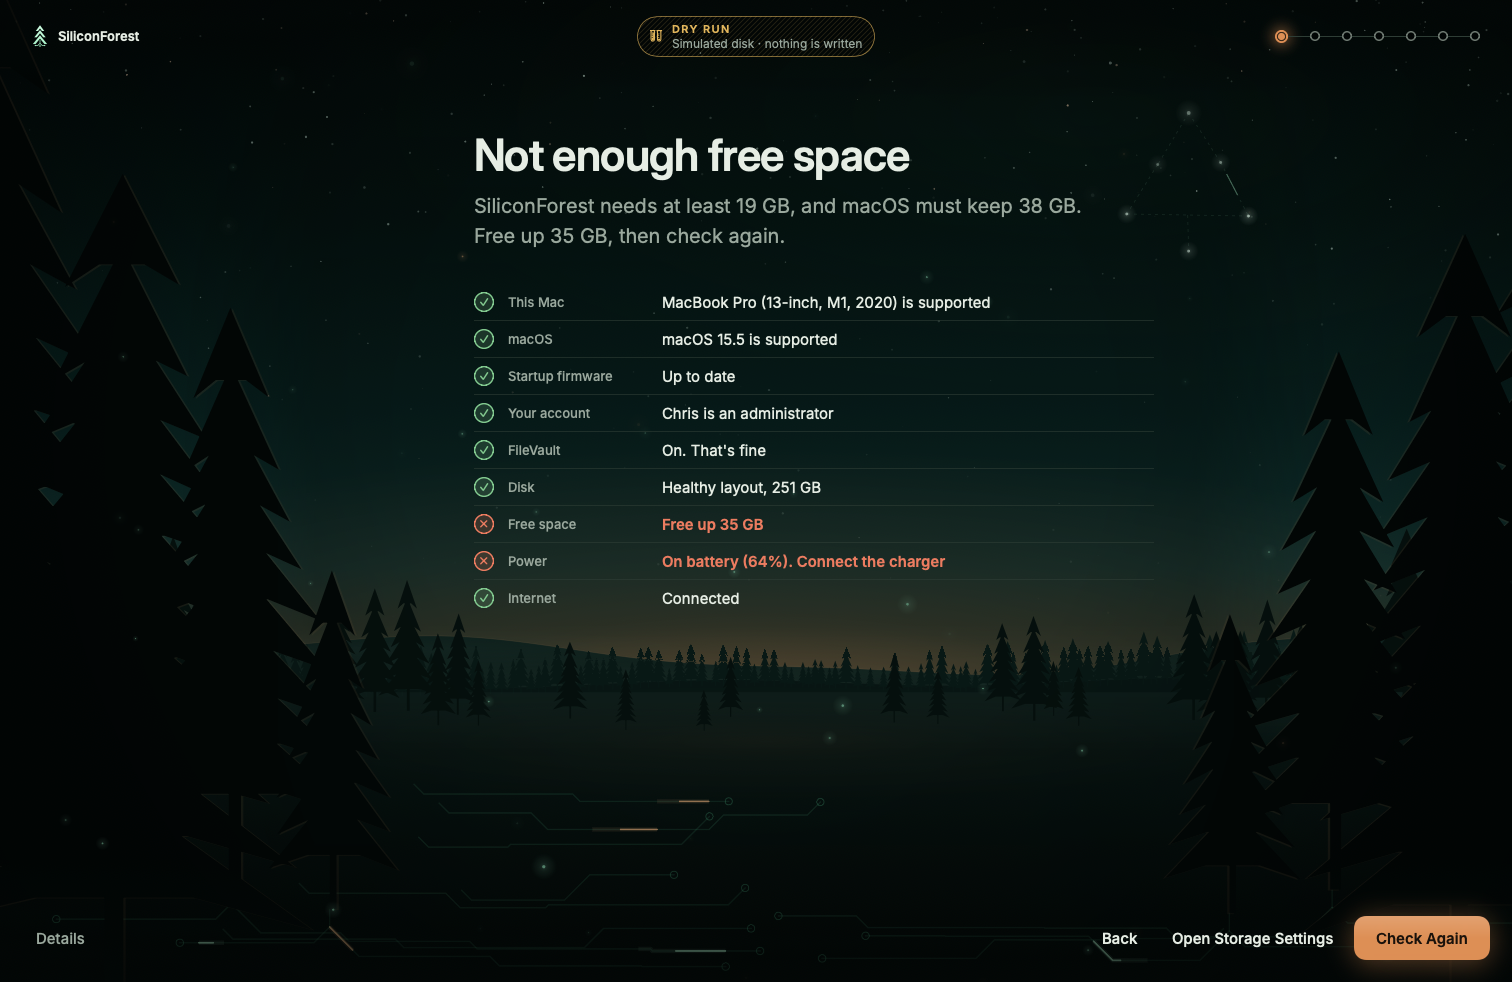 SiliconForest
DRY RUN
Simulated disk · nothing is written
Not enough free space
SiliconForest needs at least 19 GB, and macOS must keep 38 GB.
Free up 35 GB, then check again.
This Mac MacBook Pro (13-inch, M1, 2020) is supported
macOS macOS 15.5 is supported
Startup firmware Up to date
Your account Chris is an administrator
FileVault On. That's fine
Disk Healthy layout, 251 GB
Free space Free up 35 GB
Power On battery (64%). Connect the charger
Internet Connected
Details Back Open Storage Settings Check Again